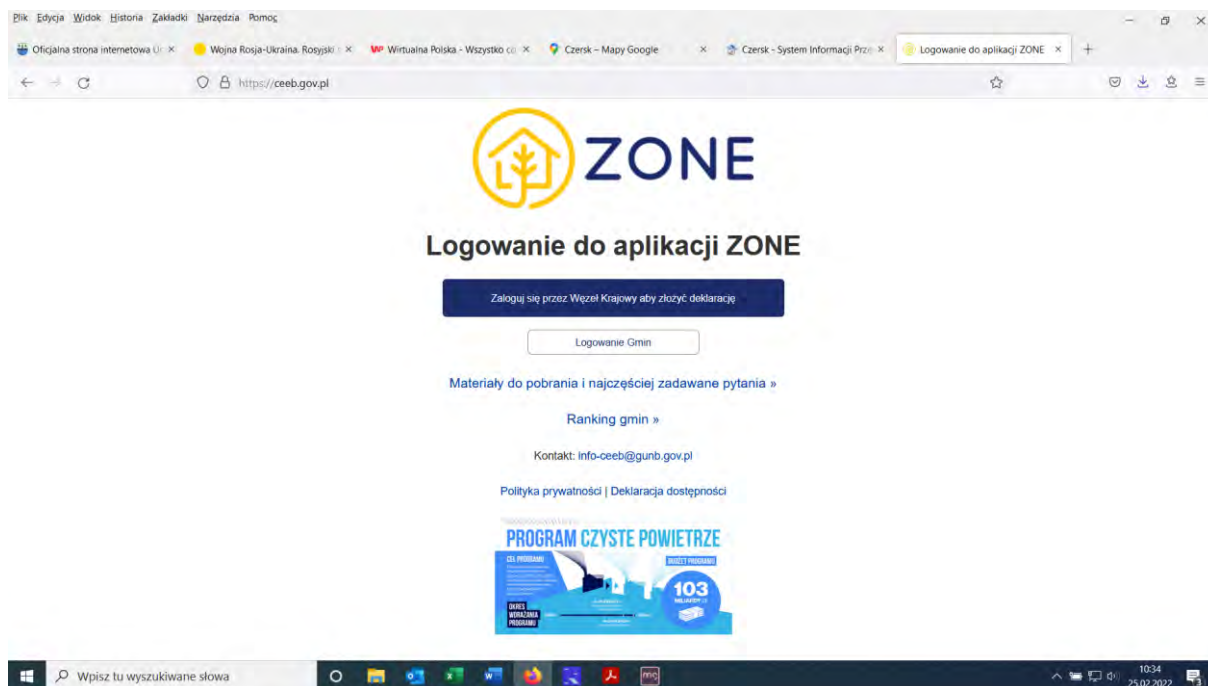 Plik Edycja Widok Historia Zakładki Narzędzia Pomoc
Oficjalna strona internetowa Wojna Rosja-Ukraina. Rosyjski Wirtualna Polska - Wszystko co Czersk – Mapy Google Czersk - System Informacji Prze Logowanie do aplikacji ZONE
https://ceeb.gov.pl
ZONE
Logowanie do aplikacji ZONE
Zaloguj się przez Węzeł Krajowy aby złożyć deklarację
Logowanie Gmin
Materiały do pobrania i najczęściej zadawane pytania »
Ranking gmin »
Kontakt: info-ceeb@gunb.gov.pl
Polityka prywatności | Deklaracja dostępności
PROGRAM CZYSTE POWIETRZE
CEL PROGRAMU
BUDŻET PROGRAMU
103
OKRES
WDRAŻANIA
PROGRAMU
Wpisz tu wyszukiwane słowa
10:34
25.02.2022